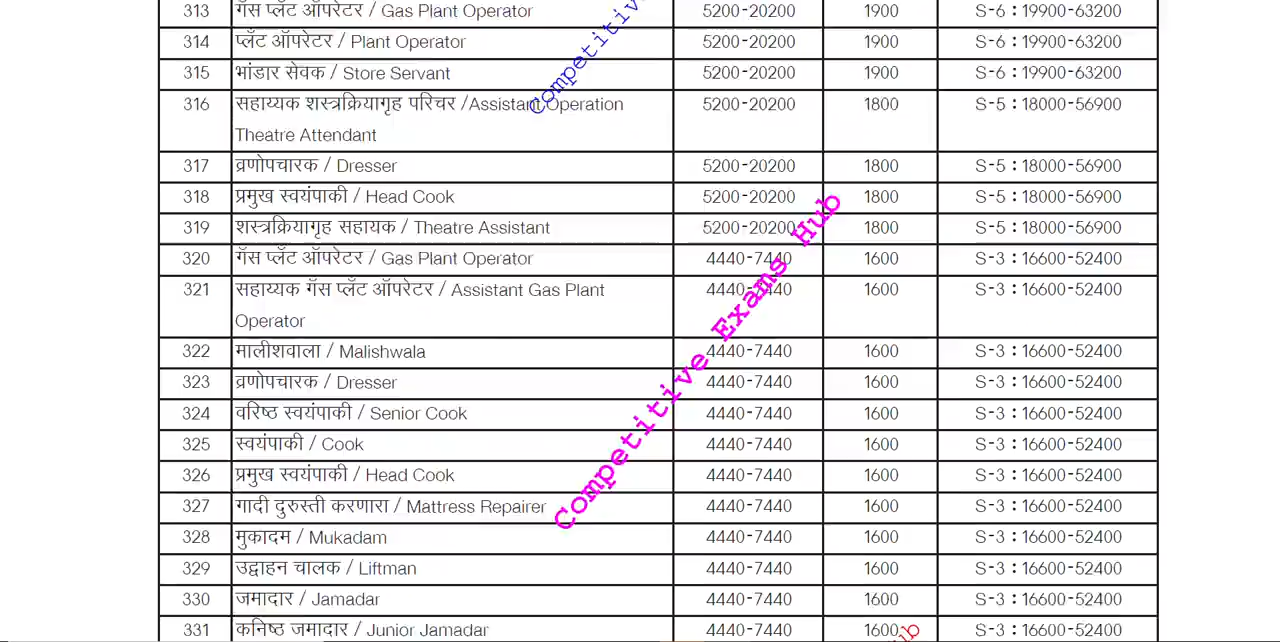 313 गॅस प्लँट ऑपरेटर / Gas Plant Operator 5200-20200 1900 S-6 : 19900-63200
314 प्लँट ऑपरेटर / Plant Operator 5200-20200 1900 S-6 : 19900-63200
315 भांडार सेवक / Store Servant 5200-20200 1900 S-6 : 19900-63200
316 सहाय्यक शस्त्रक्रियागृह परिचर /Assistant Operation 5200-20200 1800 S-5 : 18000-56900
Theatre Attendant
317 व्रणोपचारक / Dresser 5200-20200 1800 S-5 : 18000-56900
318 प्रमुख स्वयंपाकी / Head Cook 5200-20200 1800 S-5 : 18000-56900
319 शस्त्रक्रियागृह सहायक / Theatre Assistant 5200-20200 1800 S-5 : 18000-56900
320 गॅस प्लँट ऑपरेटर / Gas Plant Operator 4440-7440 1600 S-3 : 16600-52400
321 सहाय्यक गॅस प्लँट ऑपरेटर / Assistant Gas Plant 4440-7440 1600 S-3 : 16600-52400
Operator
322 मालीशवाला / Malishwala 4440-7440 1600 S-3 : 16600-52400
323 व्रणोपचारक / Dresser 4440-7440 1600 S-3 : 16600-52400
324 वरिष्ठ स्वयंपाकी / Senior Cook 4440-7440 1600 S-3 : 16600-52400
325 स्वयंपाकी / Cook 4440-7440 1600 S-3 : 16600-52400
326 प्रमुख स्वयंपाकी / Head Cook 4440-7440 1600 S-3 : 16600-52400
327 गादी दुरुस्ती करणारा / Mattress Repairer 4440-7440 1600 S-3 : 16600-52400
328 मुकादम / Mukadam 4440-7440 1600 S-3 : 16600-52400
329 उद्वाहन चालक / Liftman 4440-7440 1600 S-3 : 16600-52400
330 जमादार / Jamadar 4440-7440 1600 S-3 : 16600-52400
331 कनिष्ठ जमादार / Junior Jamadar 4440-7440 1600 S-3 : 16600-52400
Competitive
Competitive Exams Hub